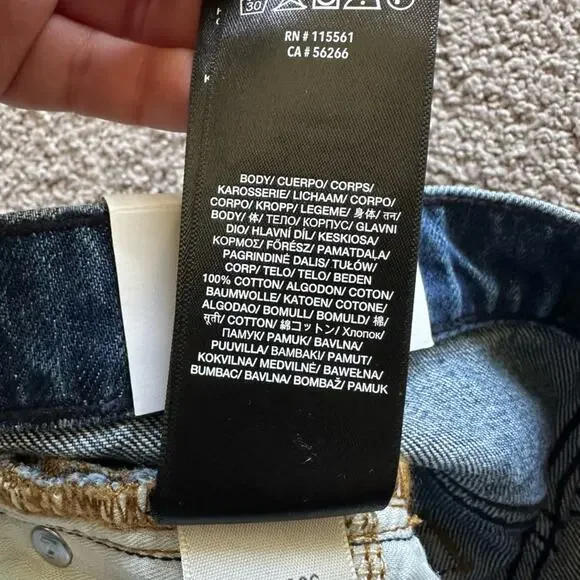 30
RN # 115561
CA # 56266
BODY/ CUERPO/ CORPS/
KAROSSERIE/ LICHAAM/ CORPO/
CORPO/ KROPP/ LEGEME/ 身体/ तन/
BODY/ 体/ ТЕЛО/ КОРПУС/ GLAVNI
DIO/ HLAVNÍ DÍL/ KESKIOSA/
ΚΟΡΜΟΣ/ FŐRÉSZ/ PAMATDAĻA/
PAGRINDINĖ DALIS/ TUŁÓW/
CORP/ TELO/ TELO/ BEDEN
100% COTTON/ ALGODON/ COTON/
BAUMWOLLE/ KATOEN/ COTONE/
ALGODAO/ BOMULL/ BOMULD/ 棉/
सूती/ COTTON/ 綿コットン/ Хлопок/
ПАМУК/ PAMUK/ BAVLNA/
PUUVILLA/ ΒΑΜΒΑΚΙ/ PAMUT/
KOKVILNA/ MEDVILNĖ/ BAWEŁNA/
BUMBAC/ BAVLNA/ BOMBAŽ/ PAMUK